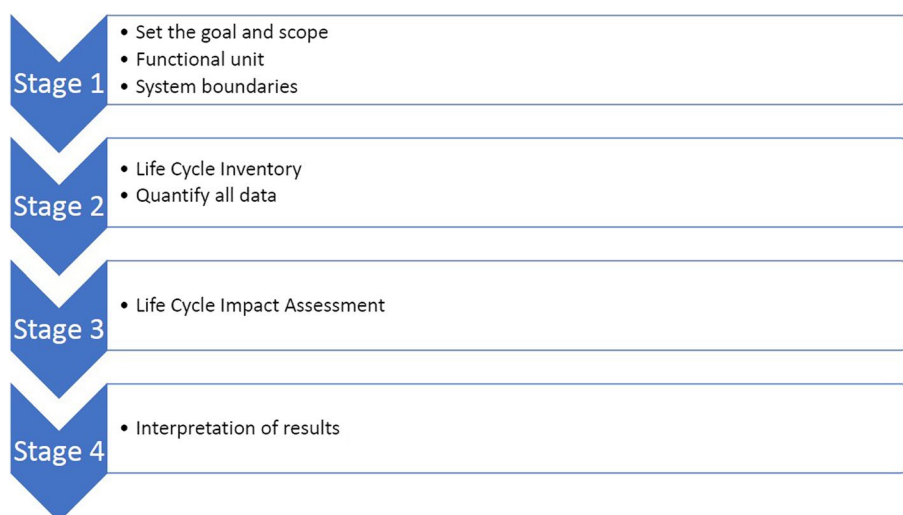 Stage 1
• Set the goal and scope
• Functional unit
• System boundaries
Stage 2
• Life Cycle Inventory
• Quantify all data
Stage 3
• Life Cycle Impact Assessment
Stage 4
• Interpretation of results